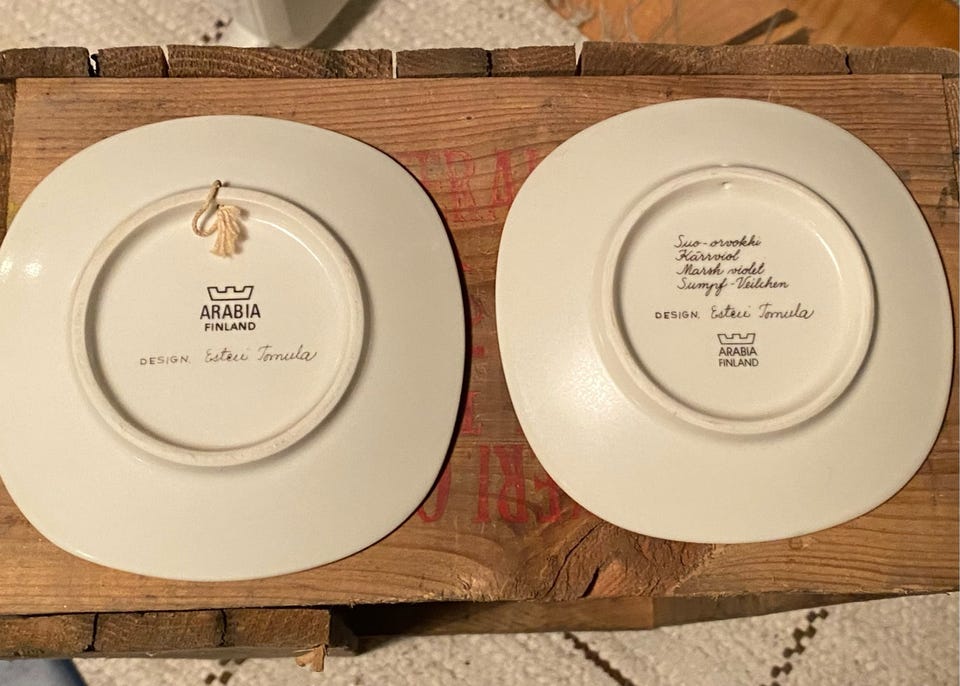 ARABIA
FINLAND
DESIGN. Esteri Tomula
Suo-orvokki
Kärrviol
Marsh violet
Sumpf-Veilchen
DESIGN. Esteri Tomula
ARABIA
FINLAND